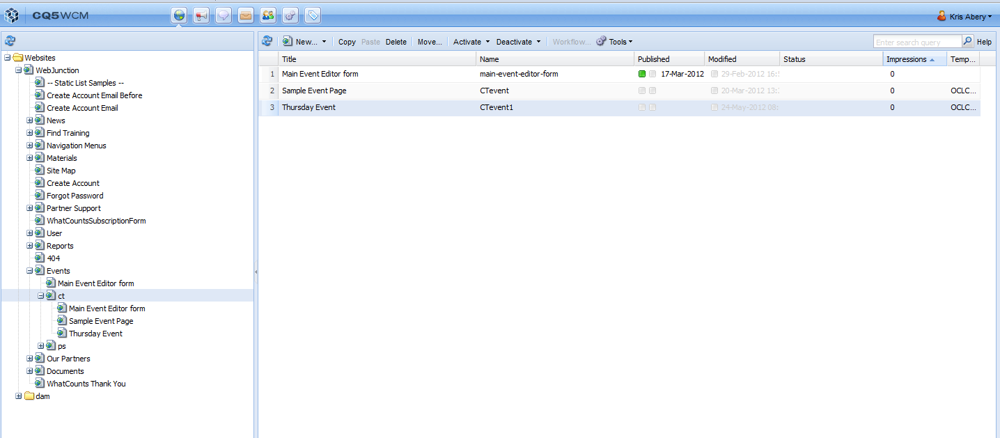 CQ5 WCM
Kris Abery
New... Copy Paste Delete Move... Activate Deactivate Workflow... Tools Enter search query Help
Websites
WebJunction
-- Static List Samples --
Create Account Email Before
Create Account Email
News
Find Training
Navigation Menus
Materials
Site Map
Create Account
Forgot Password
Partner Support
WhatCountsSubscriptionForm
User
Reports
404
Events
Main Event Editor form
ct
Main Event Editor form
Sample Event Page
Thursday Event
ps
Our Partners
Documents
WhatCounts Thank You
dam
Title Name Published Modified Status Impressions Temp...
1 Main Event Editor form main-event-editor-form 17-Mar-2012 29-Feb-2012 16:5 0
2 Sample Event Page CTevent 20-Mar-2012 13: 0 OCLC...
3 Thursday Event CTevent1 24-May-2012 08: 0 OCLC...